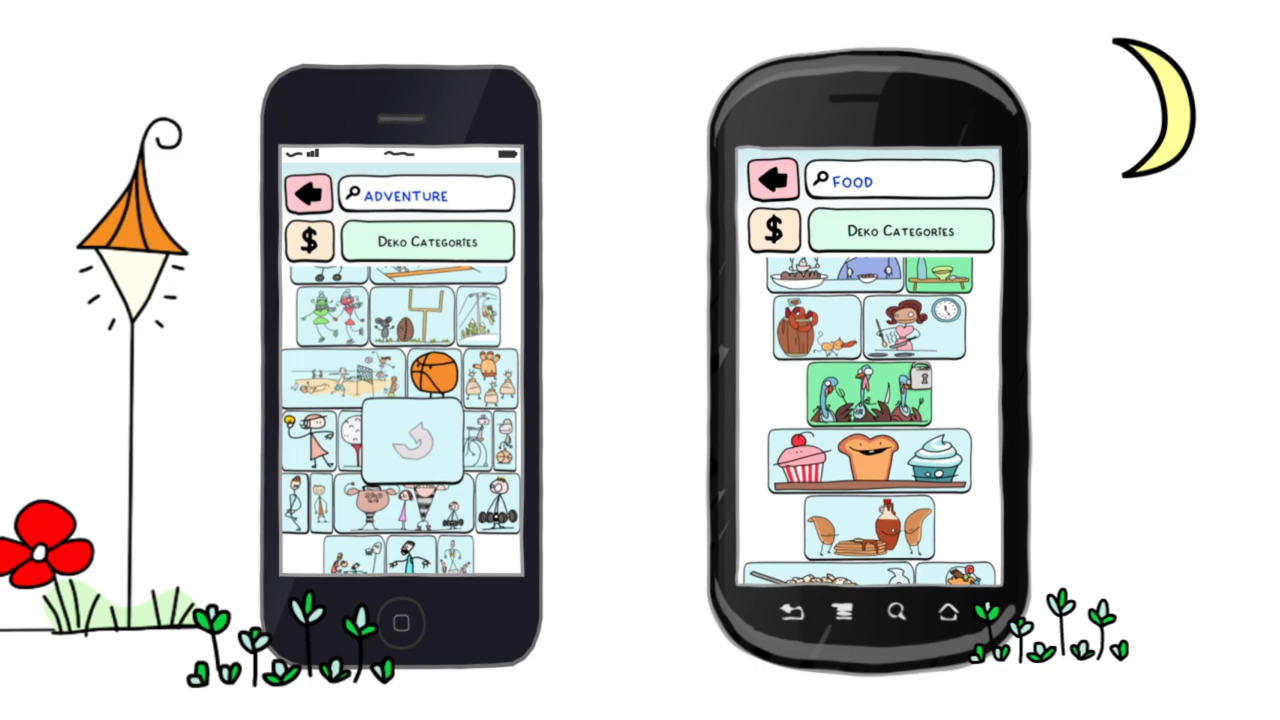 ADVENTURE
$
DEKO CATEGORIES
FOOD
$
DEKO CATEGORIES